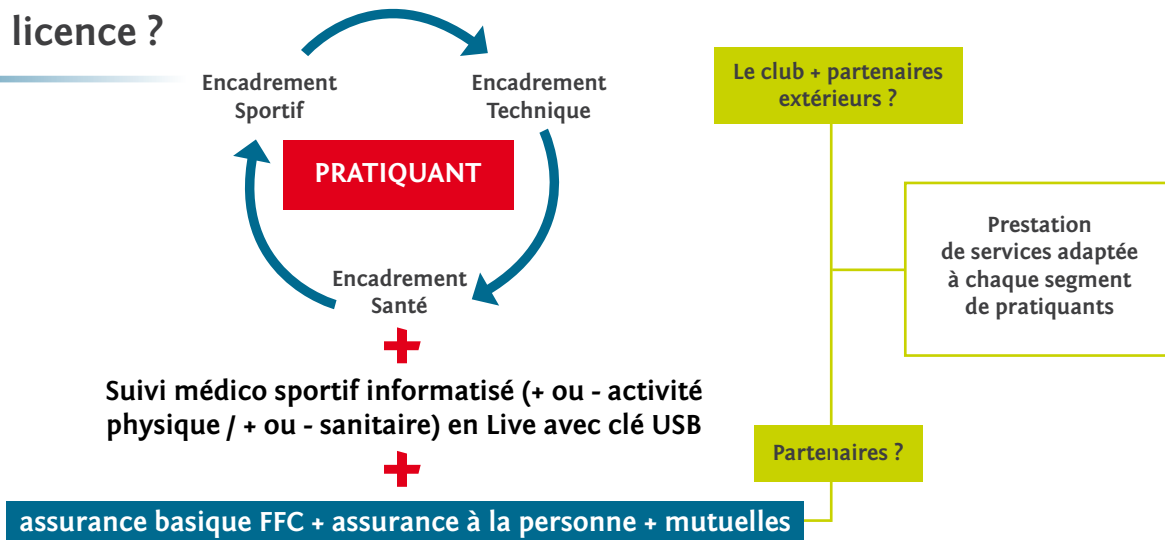 licence ?
Encadrement
Sportif
Encadrement
Technique
PRATIQUANT
Encadrement
Santé
+
Suivi médico sportif informatisé (+ ou - activité
physique / + ou - sanitaire) en Live avec clé USB
+
assurance basique FFC + assurance à la personne + mutuelles
Le club + partenaires
extérieurs ?
Prestation
de services adaptée
à chaque segment
de pratiquants
Partenaires ?